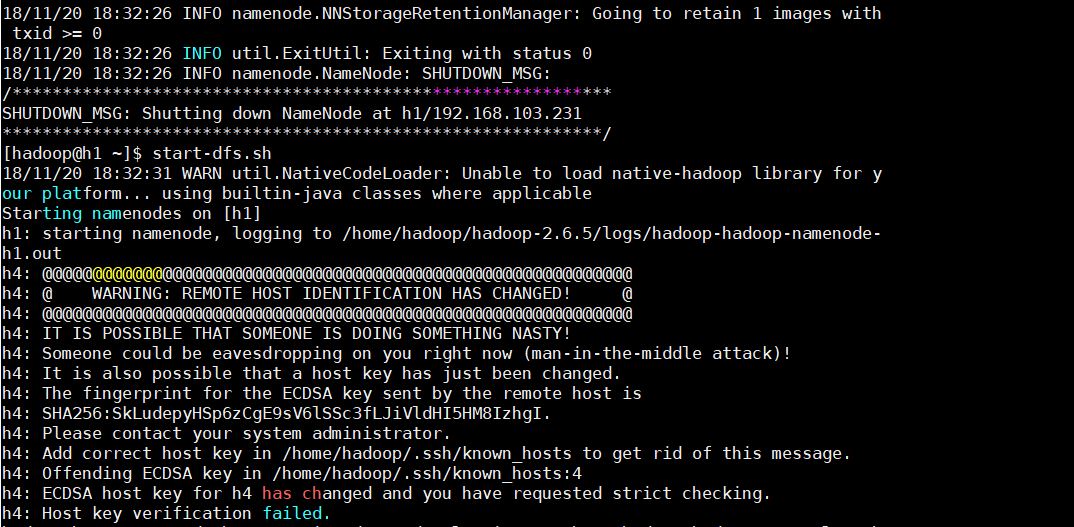 18/11/20 18:32:26 INFO namenode.NNStorageRetentionManager: Going to retain 1 images with
 txid >= 0
18/11/20 18:32:26 INFO util.ExitUtil: Exiting with status 0
18/11/20 18:32:26 INFO namenode.NameNode: SHUTDOWN_MSG:
/************************************************************
SHUTDOWN_MSG: Shutting down NameNode at h1/192.168.103.231
************************************************************/
[hadoop@h1 ~]$ start-dfs.sh
18/11/20 18:32:31 WARN util.NativeCodeLoader: Unable to load native-hadoop library for y
our platform... using builtin-java classes where applicable
Starting namenodes on [h1]
h1: starting namenode, logging to /home/hadoop/hadoop-2.6.5/logs/hadoop-hadoop-namenode-
h1.out
h4: @@@@@@@@@@@@@@@@@@@@@@@@@@@@@@@@@@@@@@@@@@@@@@@@@@@@@@@@@@@
h4: @    WARNING: REMOTE HOST IDENTIFICATION HAS CHANGED!     @
h4: @@@@@@@@@@@@@@@@@@@@@@@@@@@@@@@@@@@@@@@@@@@@@@@@@@@@@@@@@@@
h4: IT IS POSSIBLE THAT SOMEONE IS DOING SOMETHING NASTY!
h4: Someone could be eavesdropping on you right now (man-in-the-middle attack)!
h4: It is also possible that a host key has just been changed.
h4: The fingerprint for the ECDSA key sent by the remote host is
h4: SHA256:SkLudepyHSp6zCgE9sV6lSSc3fLJiVldHI5HM8IzhgI.
h4: Please contact your system administrator.
h4: Add correct host key in /home/hadoop/.ssh/known_hosts to get rid of this message.
h4: Offending ECDSA key in /home/hadoop/.ssh/known_hosts:4
h4: ECDSA host key for h4 has changed and you have requested strict checking.
h4: Host key verification failed.